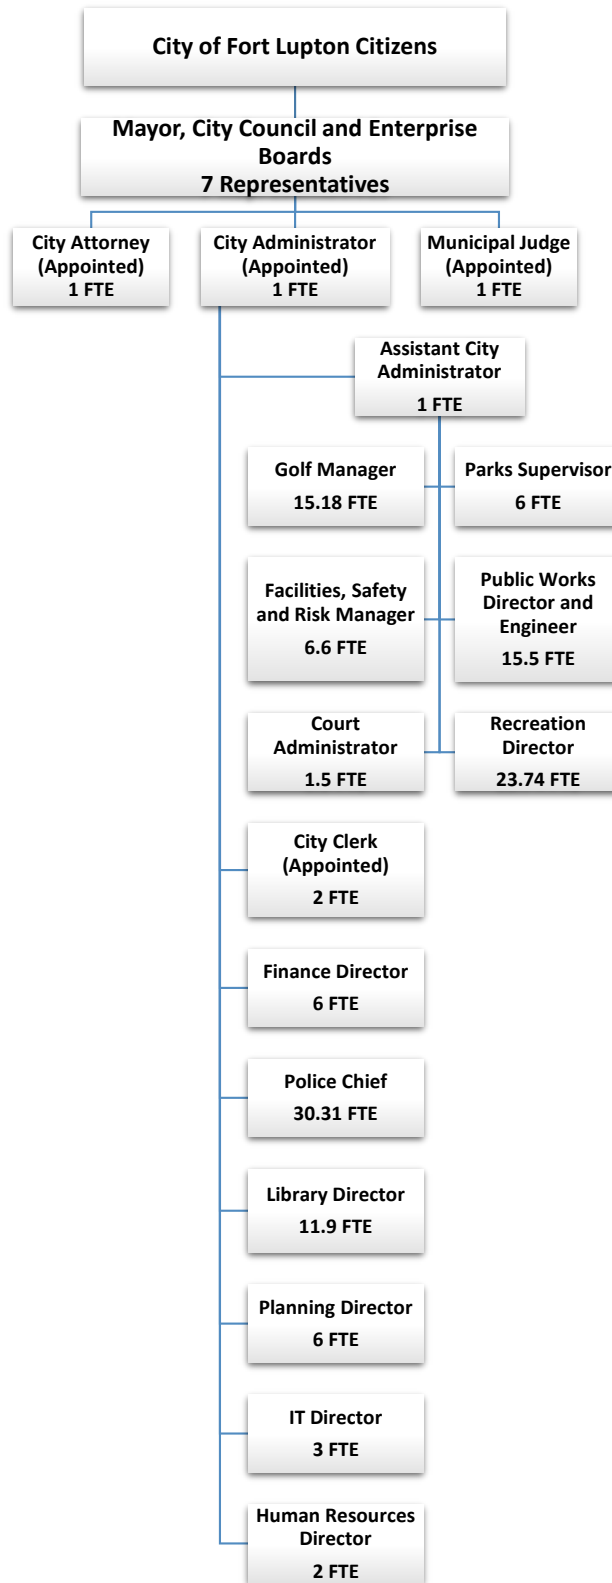 City of Fort Lupton Citizens
Mayor, City Council and Enterprise
Boards
7 Representatives
City Attorney
(Appointed)
1 FTE
City Administrator
(Appointed)
1 FTE
Municipal Judge
(Appointed)
1 FTE
Assistant City
Administrator
1 FTE
Golf Manager
15.18 FTE
Parks Supervisor
6 FTE
Facilities, Safety
and Risk Manager
6.6 FTE
Public Works
Director and
Engineer
15.5 FTE
Court
Administrator
1.5 FTE
Recreation
Director
23.74 FTE
City Clerk
(Appointed)
2 FTE
Finance Director
6 FTE
Police Chief
30.31 FTE
Library Director
11.9 FTE
Planning Director
6 FTE
IT Director
3 FTE
Human Resources
Director
2 FTE